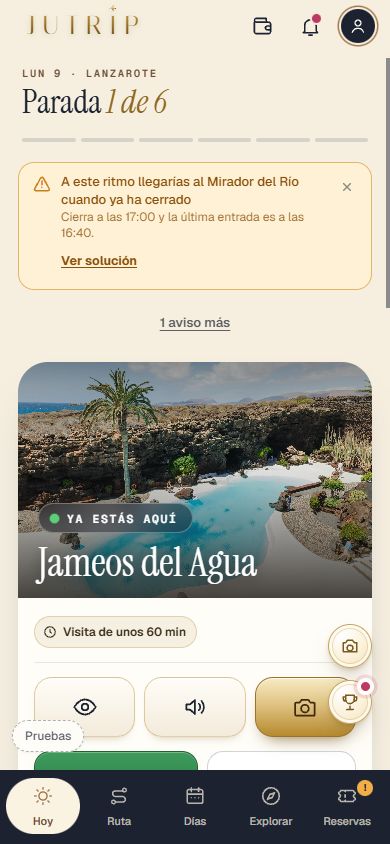 JUTRIP
LUN 9 · LANZAROTE
Parada 1 de 6
A este ritmo llegarías al Mirador del Río
cuando ya ha cerrado
Cierra a las 17:00 y la última entrada es a las
16:40.
Ver solución
1 aviso más
YA ESTÁS AQUÍ
Jameos del Agua
Visita de unos 60 min
Pruebas
Hoy
Ruta
Días
Explorar
!
Reservas